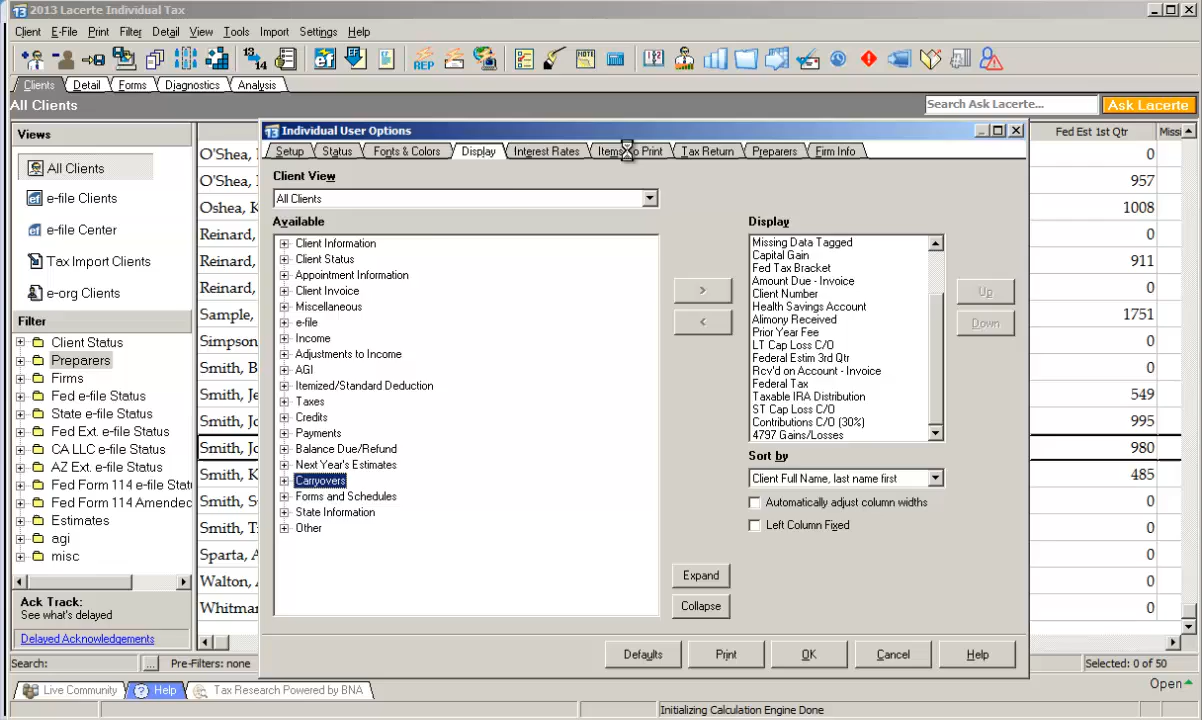 2013 Lacerte Individual Tax
Client E-File Print Filter Detail View Tools Import Settings Help
Clients Detail Forms Diagnostics Analysis
All Clients
Search Ask Lacerte... Ask Lacerte
Views
All Clients
e-file Clients
e-file Center
Tax Import Clients
e-org Clients
Filter
Client Status
Preparers
Firms
Fed e-file Status
State e-file Status
Fed Ext. e-file Status
CA LLC e-file Status
AZ Ext. e-file Status
Fed Form 114 e-file Statu
Fed Form 114 Amended
Estimates
agi
misc
Ack Track:
See what's delayed
Delayed Acknowledgements
O'Shea,
O'Shea,
Oshea, K
Reinard,
Reinard,
Reinard,
Sample,
Simpson
Smith, B
Smith, Je
Smith, Jo
Smith, Jo
Smith, K
Smith, S
Smith, T
Sparta, A
Walton,
Whitma
Individual User Options
Setup Status Fonts & Colors Display Interest Rates Items to Print Tax Return Preparers Firm Info
Client View
All Clients
Available
Client Information
Client Status
Appointment Information
Client Invoice
Miscellaneous
e-file
Income
Adjustments to Income
AGI
Itemized/Standard Deduction
Taxes
Credits
Payments
Balance Due/Refund
Next Year's Estimates
Carryovers
Forms and Schedules
State Information
Other
>
<
Expand
Collapse
Display
Missing Data Tagged
Capital Gain
Fed Tax Bracket
Amount Due - Invoice
Client Number
Health Savings Account
Alimony Received
Prior Year Fee
LT Cap Loss C/O
Federal Estim 3rd Qtr
Rcv'd on Account - Invoice
Federal Tax
Taxable IRA Distribution
ST Cap Loss C/O
Contributions C/O (30%)
4797 Gains/Losses
Up
Down
Sort by
Client Full Name, last name first
Automatically adjust column widths
Left Column Fixed
Defaults Print OK Cancel Help
Fed Est 1st Qtr Missi
0
957
1008
0
911
0
1751
0
0
549
995
980
485
0
0
0
0
0
Search: ... Pre-Filters: none
Selected: 0 of 50
Live Community Help Tax Research Powered by BNA
Open
Initializing Calculation Engine Done